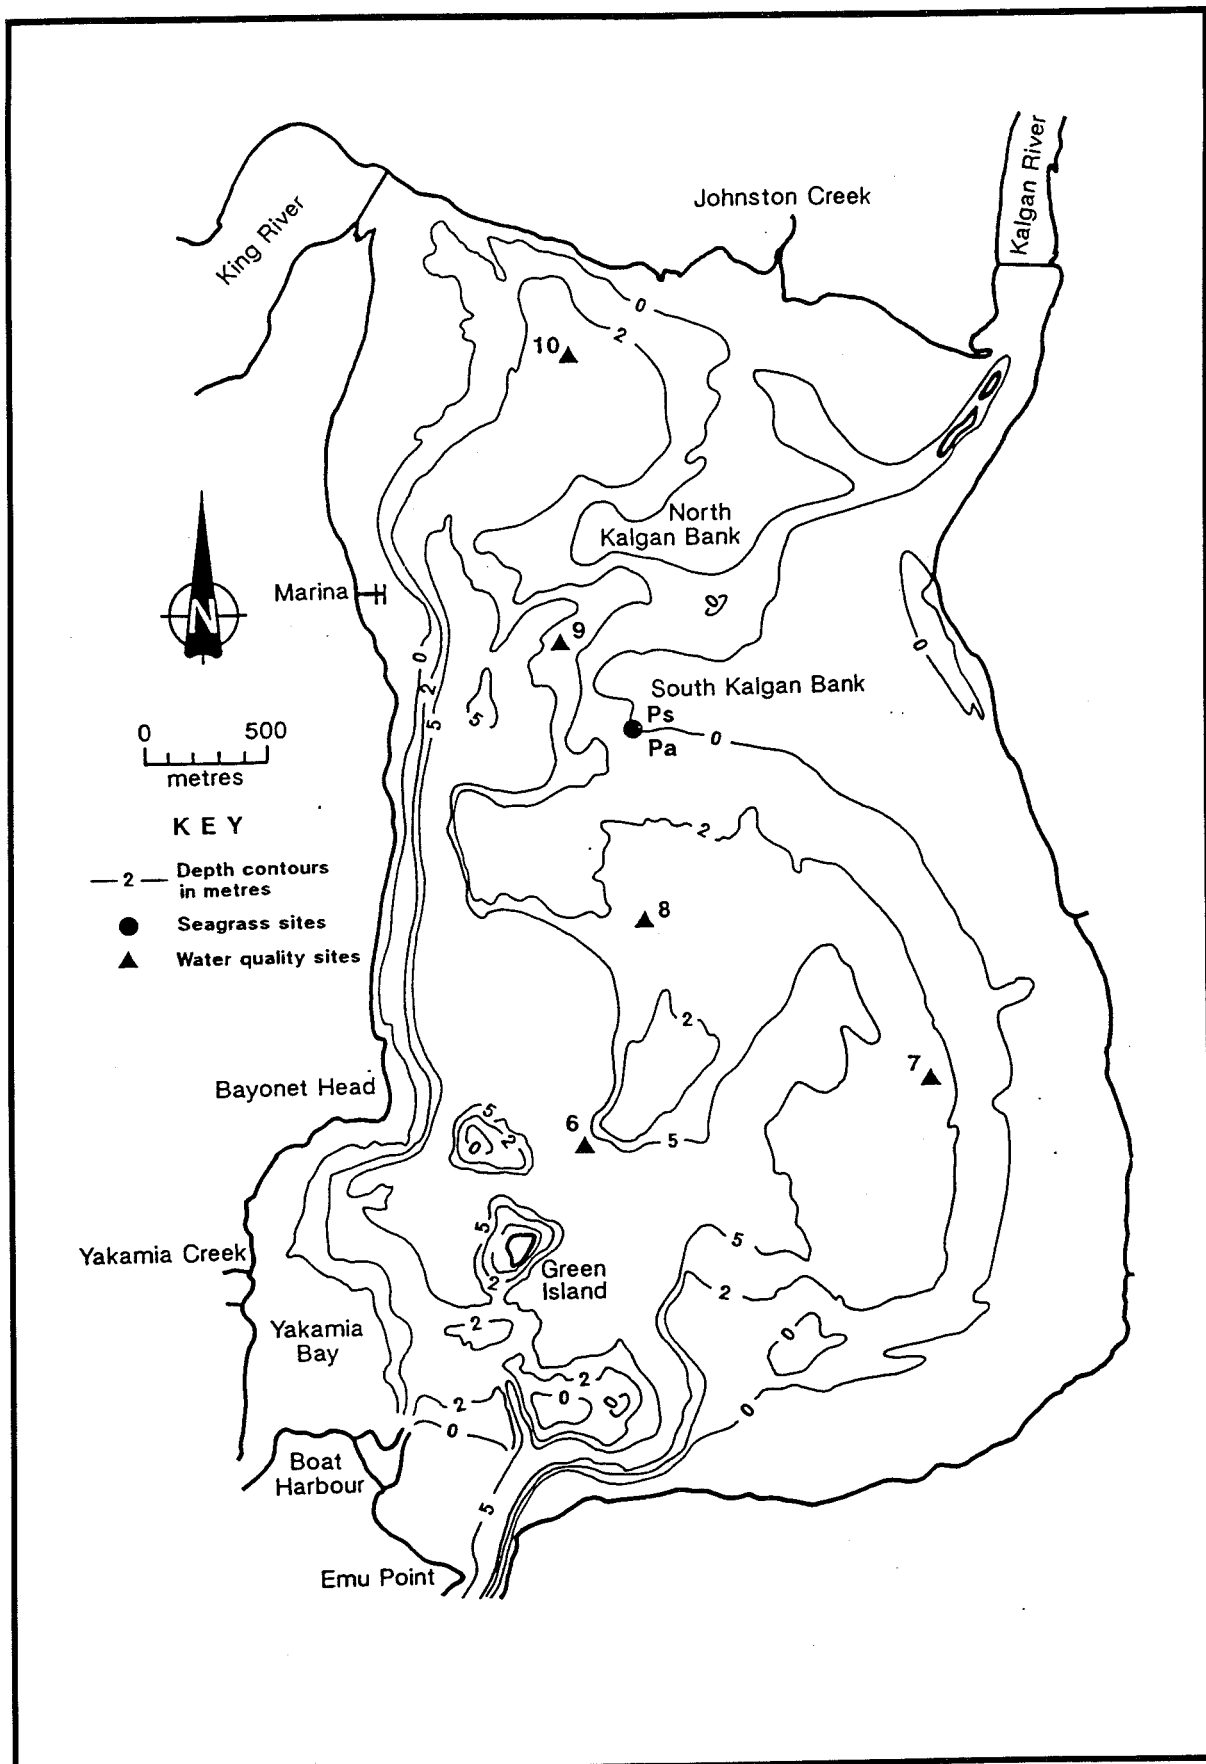 Kalgan River
Johnston Creek
King River
0
2
10
North
Kalgan Bank
Marina
N
0
9
0
0
2
5
5
South Kalgan Bank
Ps
Pa
0
0 500
metres
KEY
2
2 Depth contours
in metres
Seagrass sites
Water quality sites
8
2
7
Bayonet Head
5
2
0
6
5
5
Yakamia Creek
Green
Island
5
2
2
2
0
Yakamia
Bay
2
0
0
2
0
0
Boat
Harbour
5
Emu Point